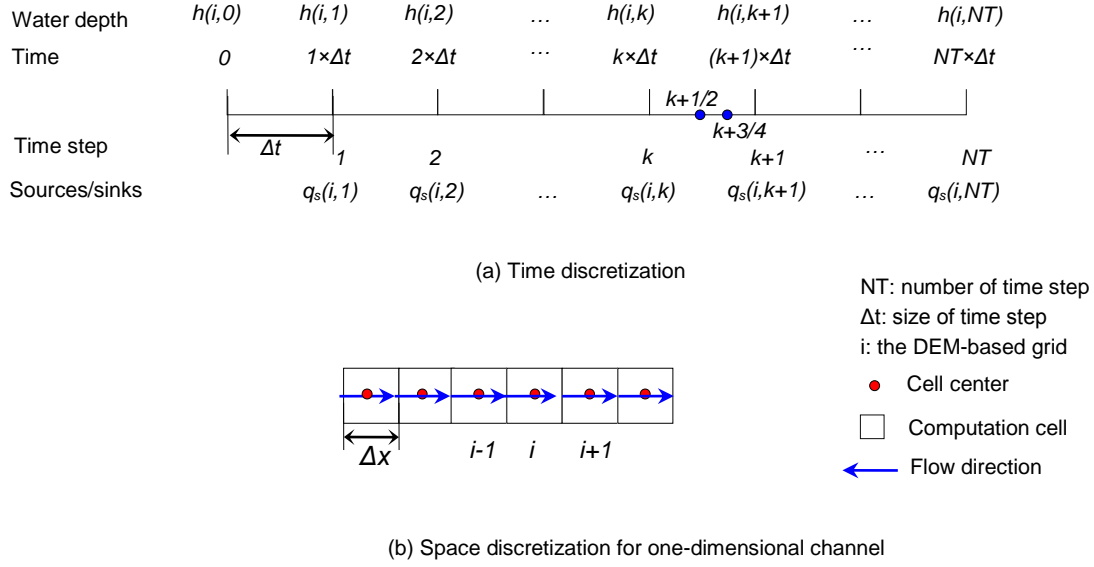 Water depth h(i,0) h(i,1) h(i,2) ... h(i,k) h(i,k+1) ... h(i,NT)
Time 0 1×Δt 2×Δt ... k×Δt (k+1)×Δt ... NT×Δt
k+1/2
k+3/4
Δt
Time step 1 2 k k+1 ... NT
Sources/sinks qs(i,1) qs(i,2) ... qs(i,k) qs(i,k+1) ... qs(i,NT)
(a) Time discretization
NT: number of time step
Δt: size of time step
i: the DEM-based grid
Cell center
Computation cell
Flow direction
Δx i-1 i i+1
(b) Space discretization for one-dimensional channel